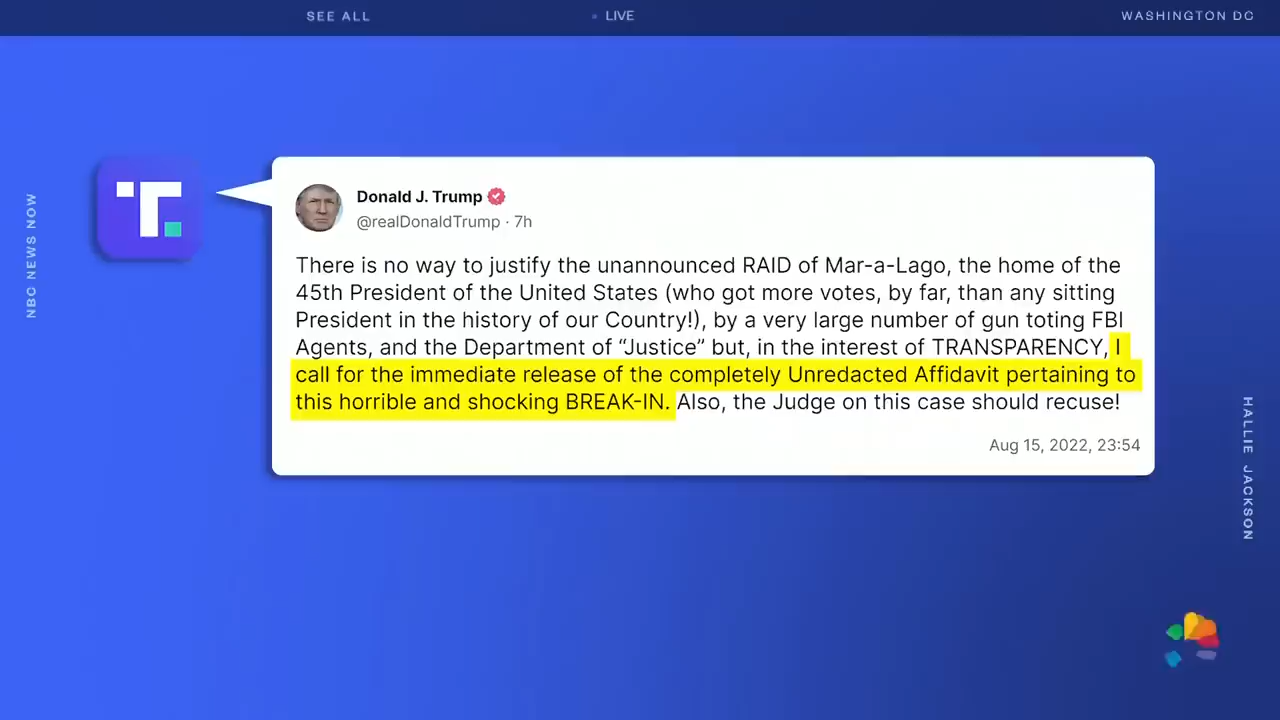 SEE ALL
LIVE
WASHINGTON DC
NBC NEWS NOW
T.
Donald J. Trump
@realDonaldTrump · 7h
There is no way to justify the unannounced RAID of Mar-a-Lago, the home of the
45th President of the United States (who got more votes, by far, than any sitting
President in the history of our Country!), by a very large number of gun toting FBI
Agents, and the Department of “Justice” but, in the interest of TRANSPARENCY, I
call for the immediate release of the completely Unredacted Affidavit pertaining to
this horrible and shocking BREAK-IN. Also, the Judge on this case should recuse!
Aug 15, 2022, 23:54
HALLIE JACKSON